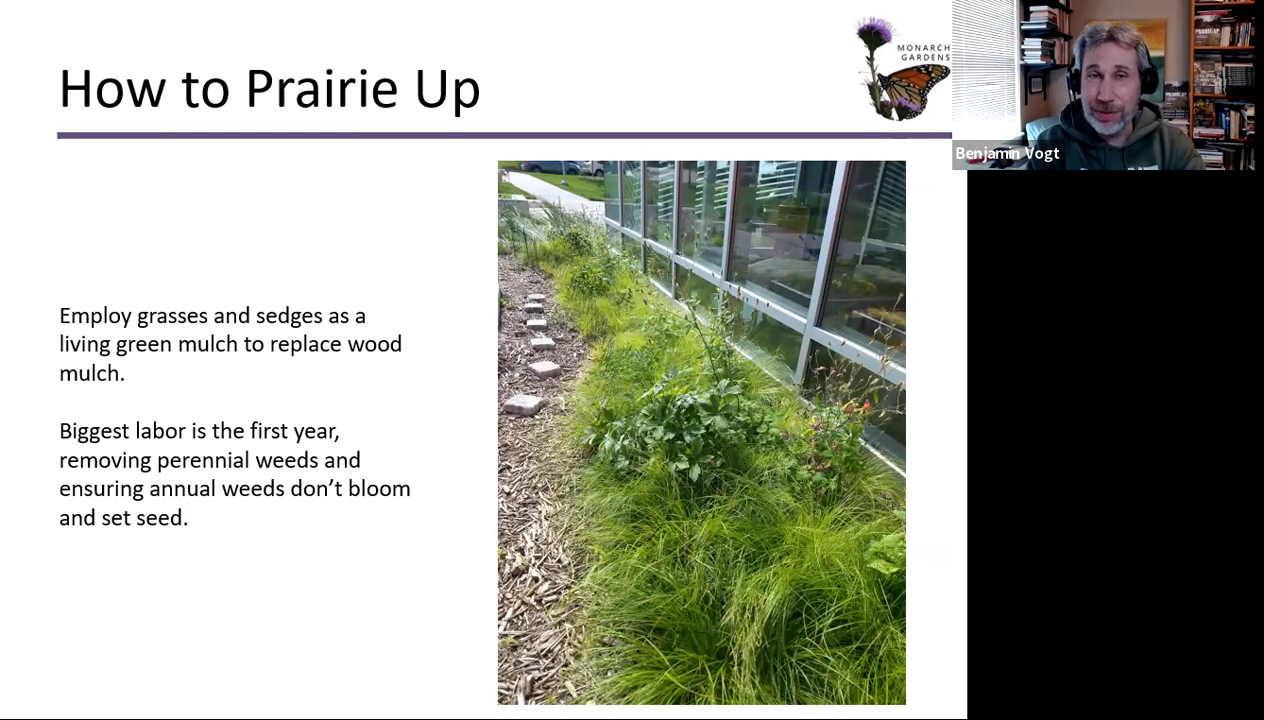 How to Prairie Up
MONARCH
GARDENS
Benjamin Vogt
Employ grasses and sedges as a
living green mulch to replace wood
mulch.
Biggest labor is the first year,
removing perennial weeds and
ensuring annual weeds don’t bloom
and set seed.